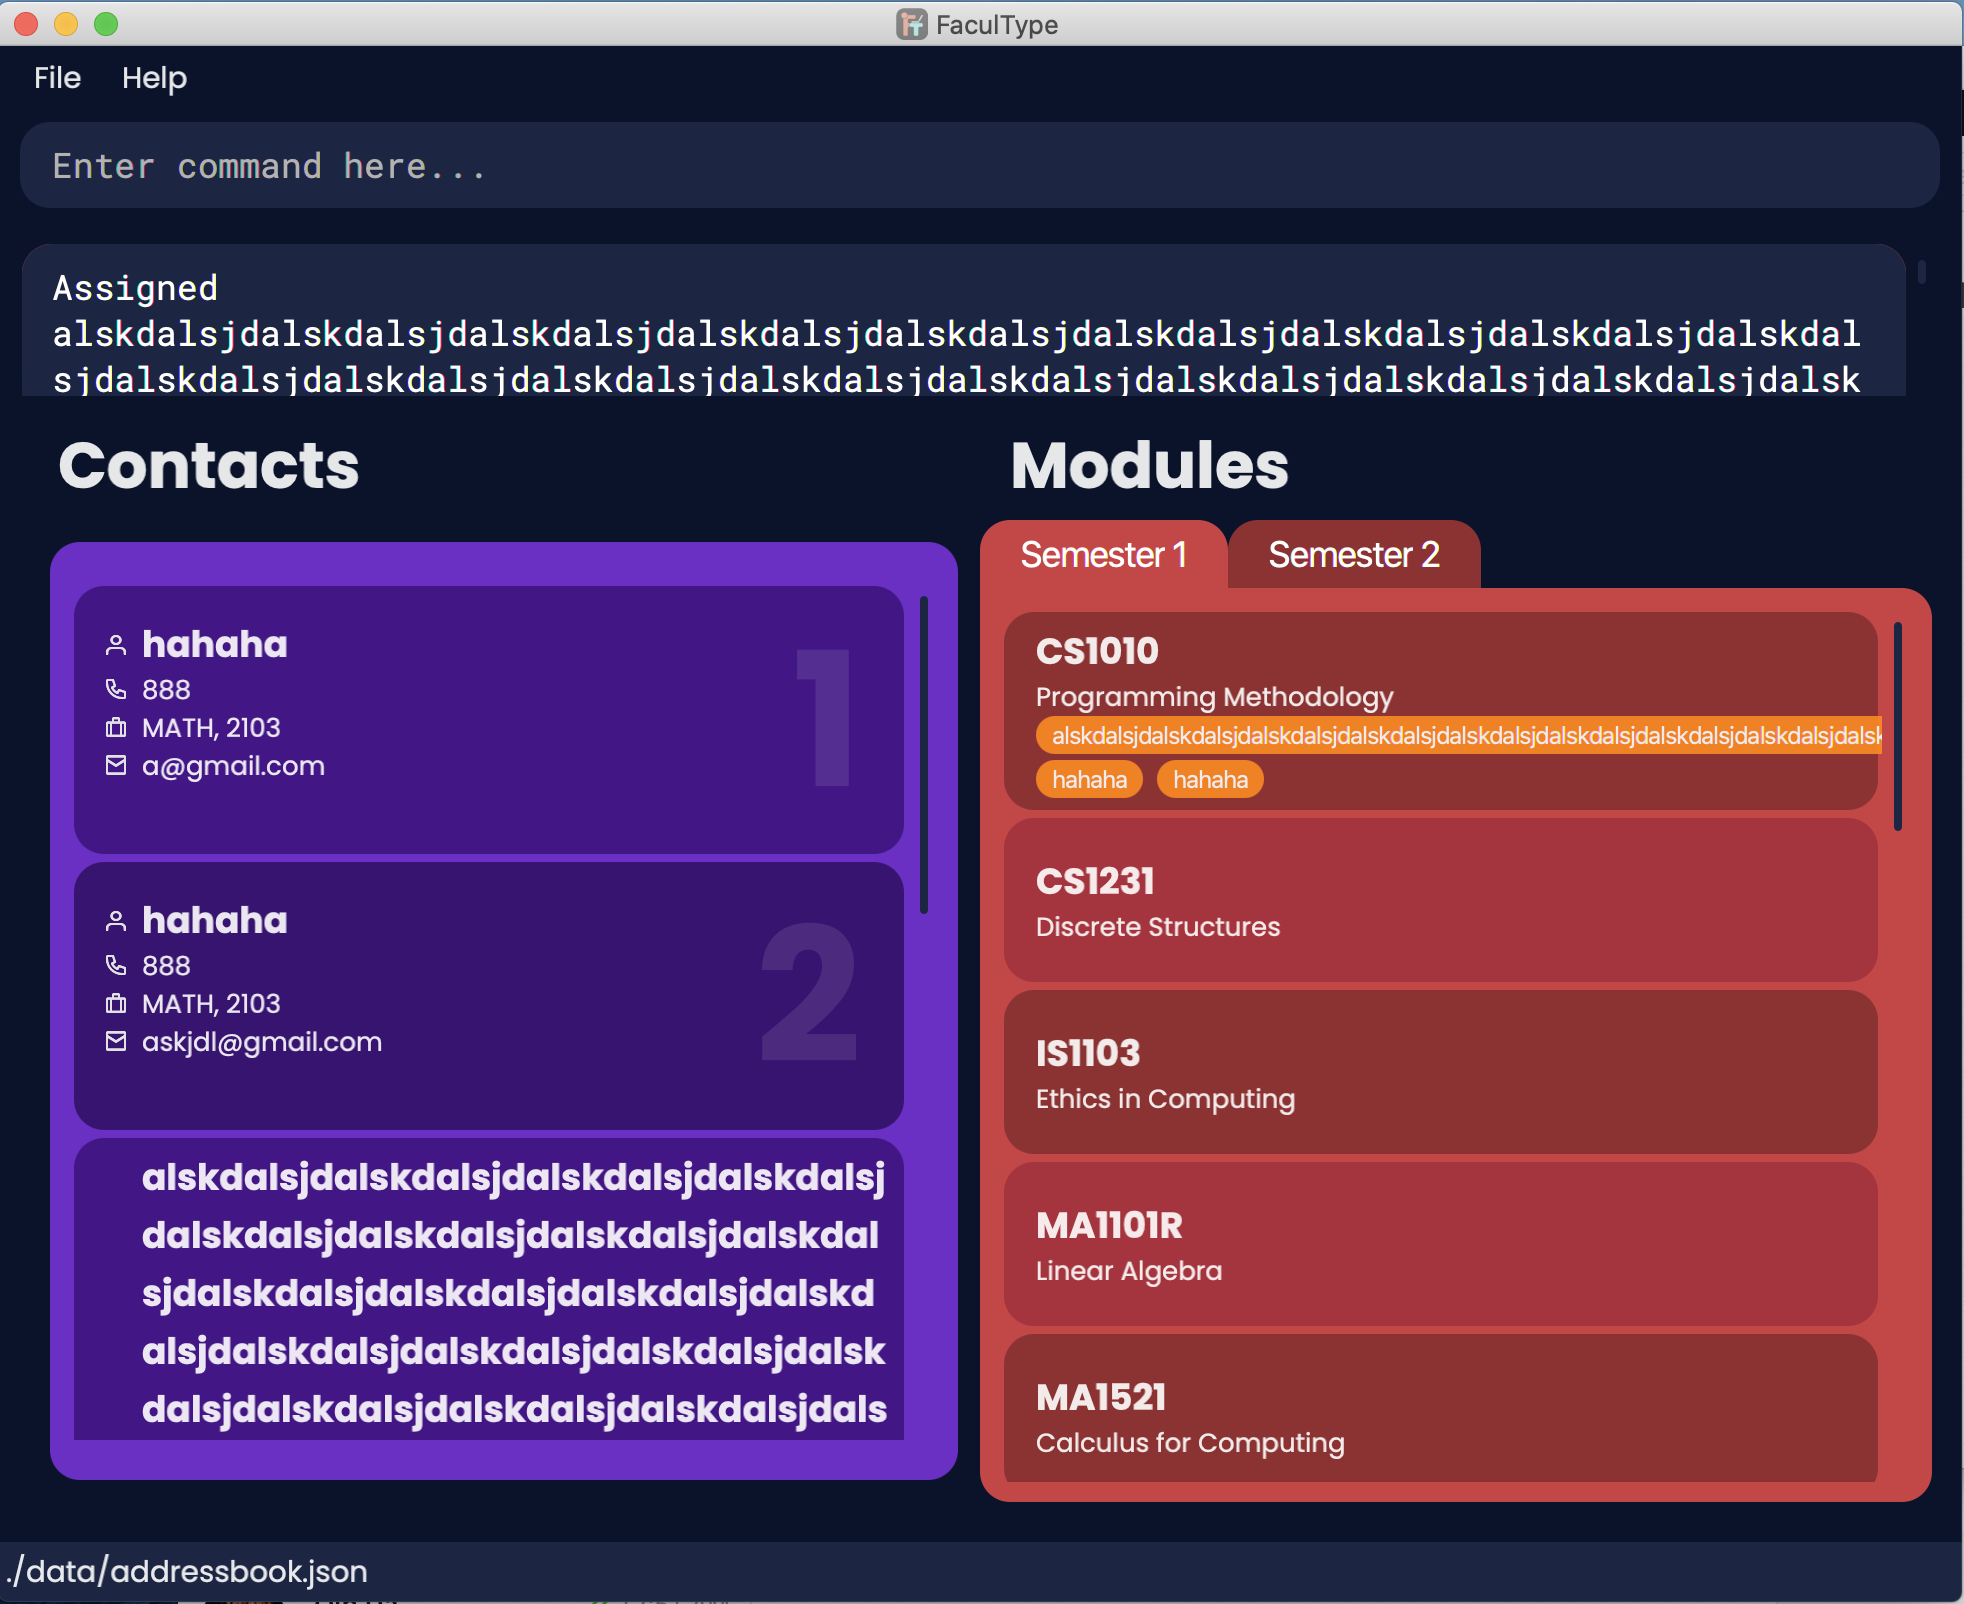 FaculType
File Help
Enter command here...
Assigned
alskdalsjdalskdalsjdalskdalsjdalskdalsjdalskdalsjdalskdalsjdalskdalsjdalskdalsjdalskdal
sjdalskdalsjdalskdalsjdalskdalsjdalskdalsjdalskdalsjdalskdalsjdalskdalsjdalskdalsjdalsk
Contacts
hahaha
888
MATH, 2103
a@gmail.com
1
hahaha
888
MATH, 2103
askjdl@gmail.com
2
alskdalsjdalskdalsjdalskdalsjdalskdalsj
dalskdalsjdalskdalsjdalskdalsjdalskdal
sjdalskdalsjdalskdalsjdalskdalsjdalskd
alsjdalskdalsjdalskdalsjdalskdalsjdalsk
dalsjdalskdalsjdalskdalsjdalskdalsjdals
Modules
Semester 1 Semester 2
CS1010
Programming Methodology
alskdalsjdalskdalsjdalskdalsjdalskdalsjdalskdalsjdalskdalsjdalskdalsjdalskdalsjdalsk
hahaha hahaha
CS1231
Discrete Structures
IS1103
Ethics in Computing
MA1101R
Linear Algebra
MA1521
Calculus for Computing
./data/addressbook.json